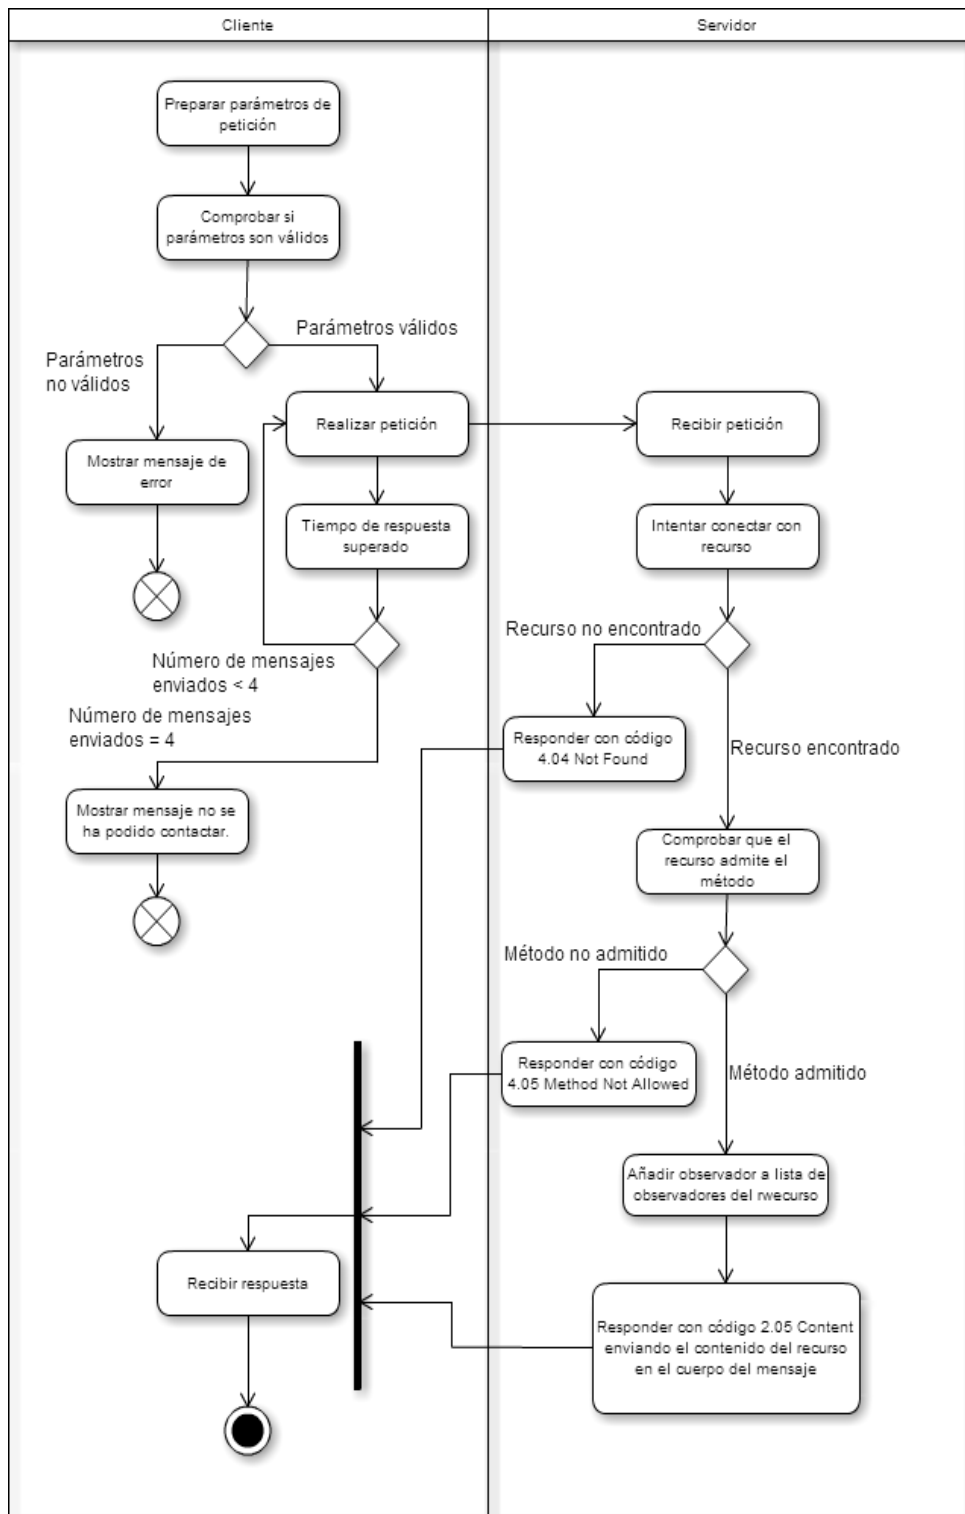 Cliente
Servidor
Preparar parámetros de
petición
Comprobar si
parámetros son válidos
Parámetros válidos
Parámetros
no válidos
Realizar petición
Recibir petición
Mostrar mensaje de
error
Tiempo de respuesta
superado
Intentar conectar con
recurso
Recurso no encontrado
Número de mensajes
enviados < 4
Número de mensajes
enviados = 4
Responder con código
4.04 Not Found
Recurso encontrado
Mostrar mensaje no se
ha podido contactar.
Comprobar que el
recurso admite el
método
Método no admitido
Responder con código
4.05 Method Not Allowed
Método admitido
Añadir observador a lista de
observadores del rwecurso
Recibir respuesta
Responder con código 2.05 Content
enviando el contenido del recurso
en el cuerpo del mensaje